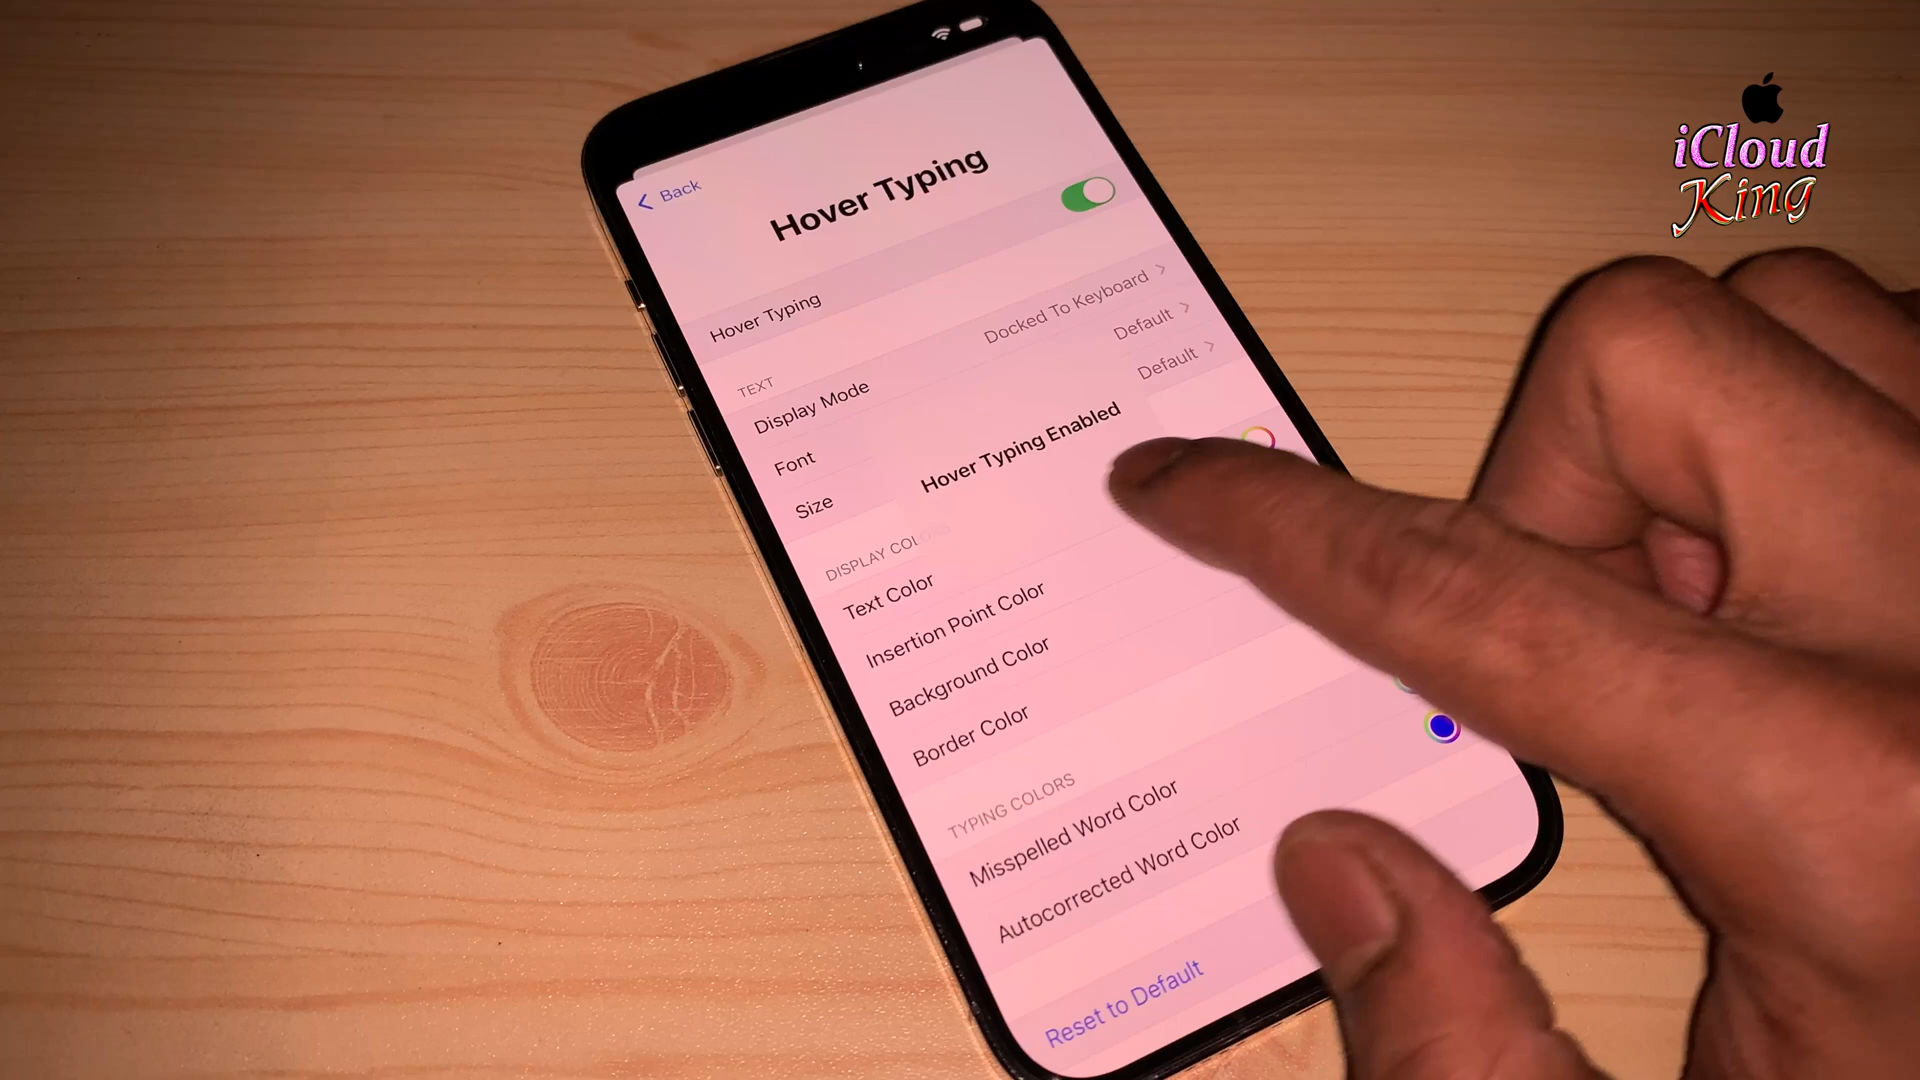 Back
Hover Typing
Hover Typing
TEXT
Display Mode Docked To Keyboard
Font Default
Size Default
Hover Typing Enabled
DISPLAY COLORS
Text Color
Insertion Point Color
Background Color
Border Color
TYPING COLORS
Misspelled Word Color
Autocorrected Word Color
Reset to Default
iCloud
King